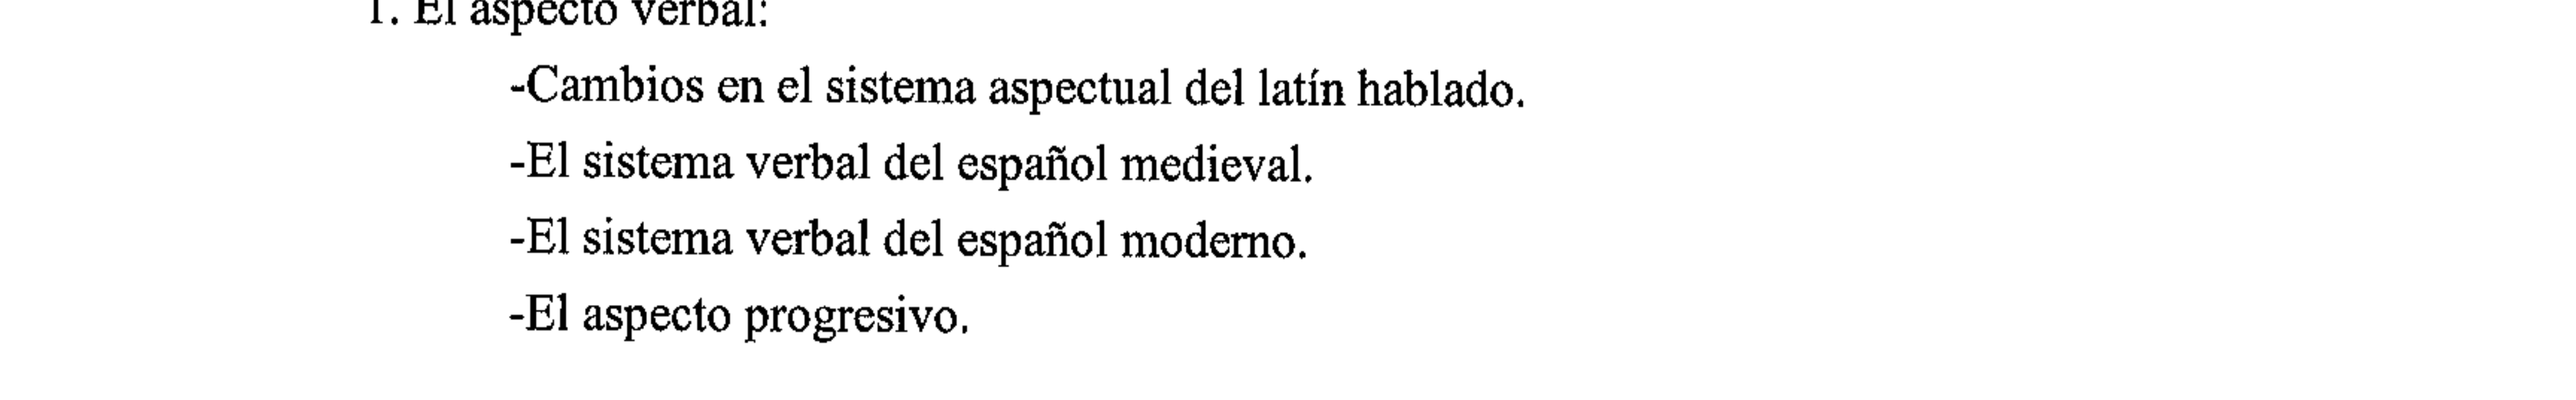 1. El aspecto verbal:
-Cambios en el sistema aspectual del latín hablado.
-El sistema verbal del español medieval.
-El sistema verbal del español moderno.
-El aspecto progresivo.